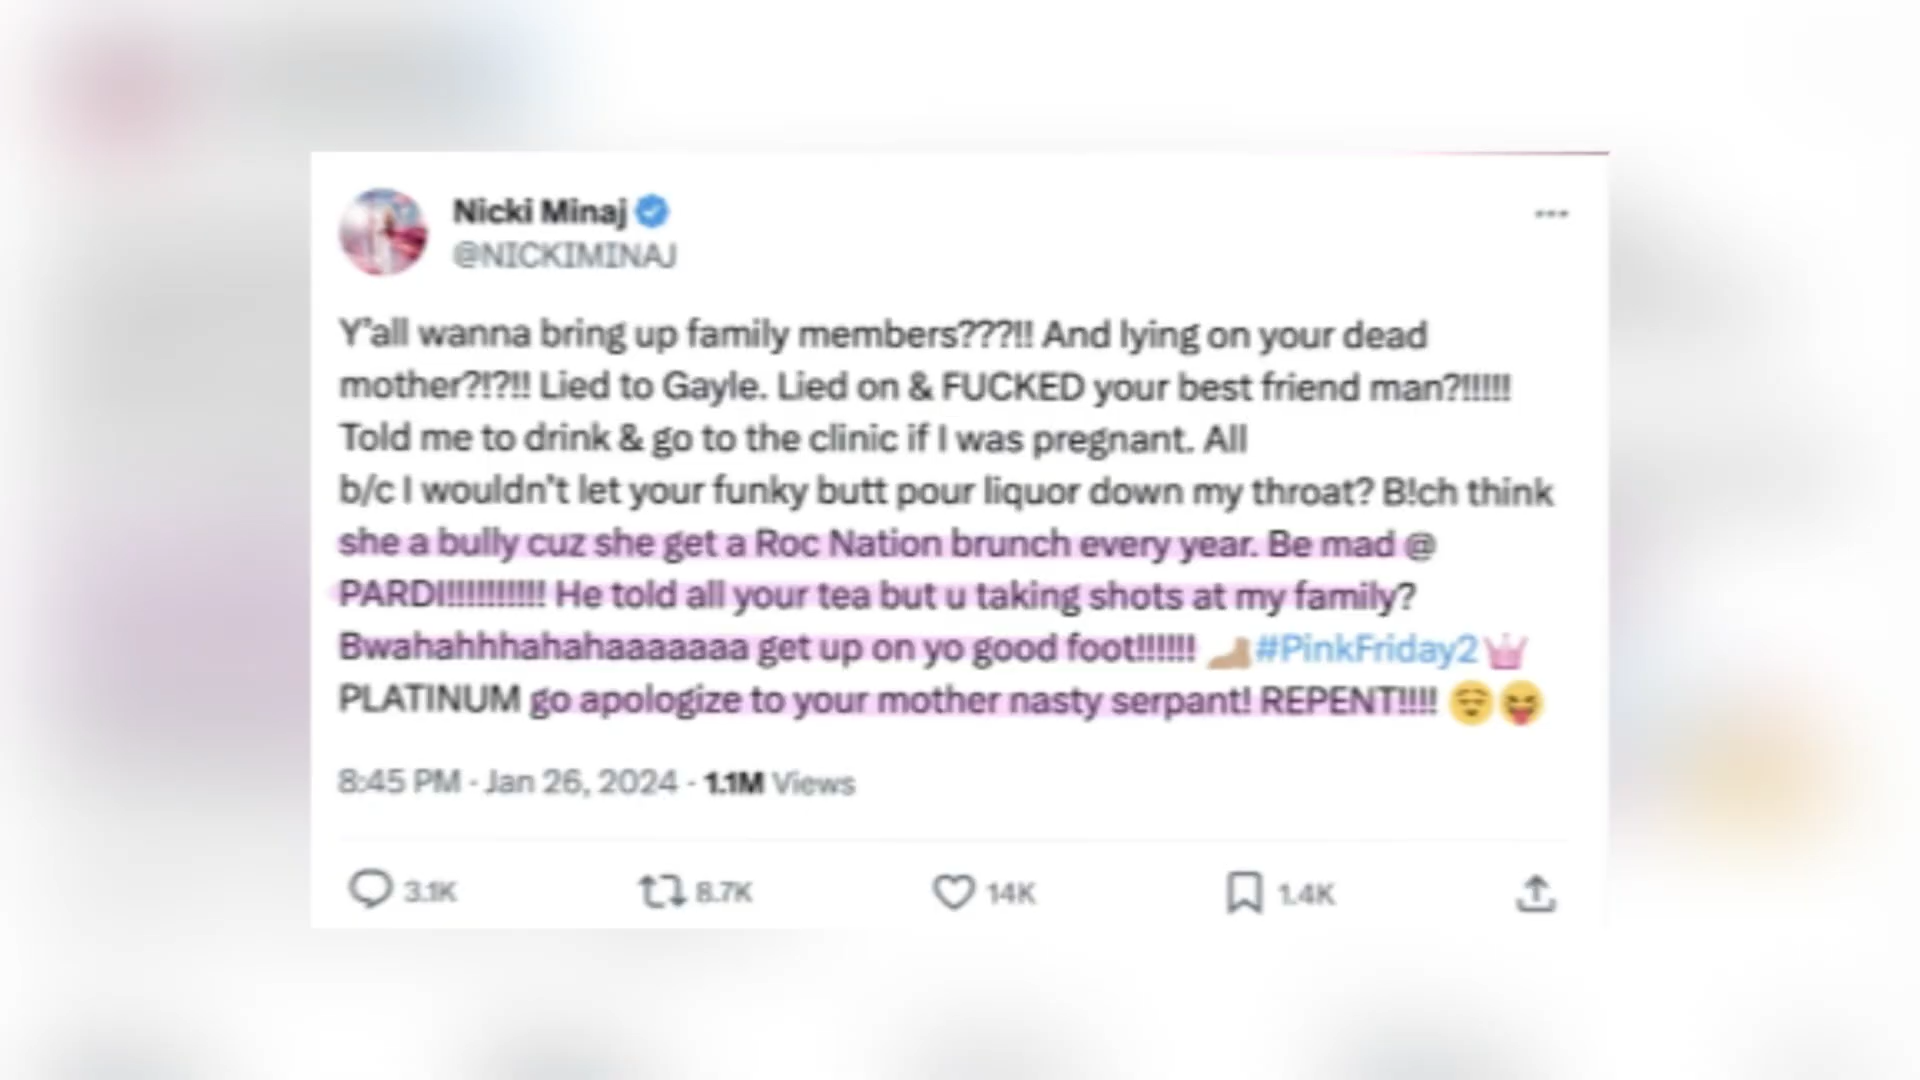 Nicki Minaj
@NICKIMINAJ
Y'all wanna bring up family members???!! And lying on your dead
mother?!?!! Lied to Gayle. Lied on & FUCKED your best friend man?!!!!!
Told me to drink & go to the clinic if I was pregnant. All
b/c I wouldn't let your funky butt pour liquor down my throat? B!ch think
she a bully cuz she get a Roc Nation brunch every year. Be mad @
PARDI!!!!!!!!!!!! He told all your tea but u taking shots at my family?
Bwahahhhahahaaaaaaa get up on yo good foot!!!!!! 🦶🏼#PinkFriday2👑
PLATINUM go apologize to your mother nasty serpant! REPENT!!!! 😌😝
8:45 PM · Jan 26, 2024 · 1.1M Views
3.1K 8.7K 14K 1.4K